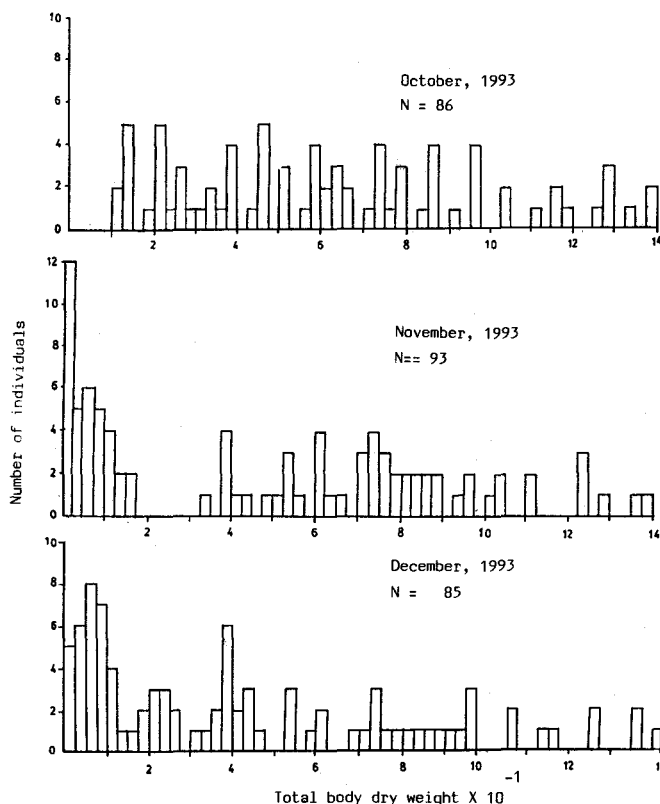 10
8
6
4
2
0
October, 1993
N = 86
2 4 6 8 10 12 14
12
10
8
6
4
2
0
November, 1993
N== 93
2 4 6 8 10 12 14
Number of individuals
8
6
4
2
0
December, 1993
N = 85
2 4 6 8 10 12 14
Total body dry weight X 10 -1